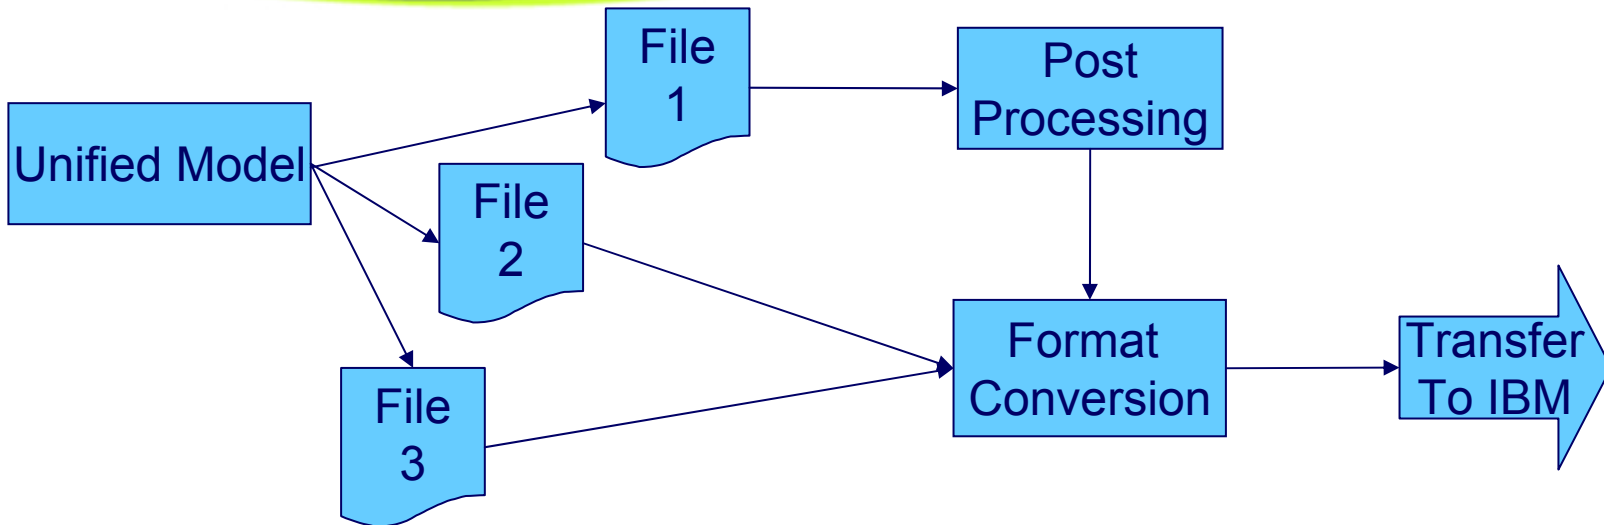 File
1
Post
Processing
Unified Model
File
2
Format
Conversion
Transfer
To IBM
File
3